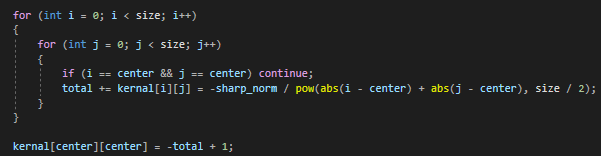 for (int i = 0; i < size; i++)
{
for (int j = 0; j < size; j++)
{
if (i == center && j == center) continue;
total += kernal[i][j] = -sharp_norm / pow(abs(i - center) + abs(j - center), size / 2);
}
}
kernal[center][center] = -total + 1;